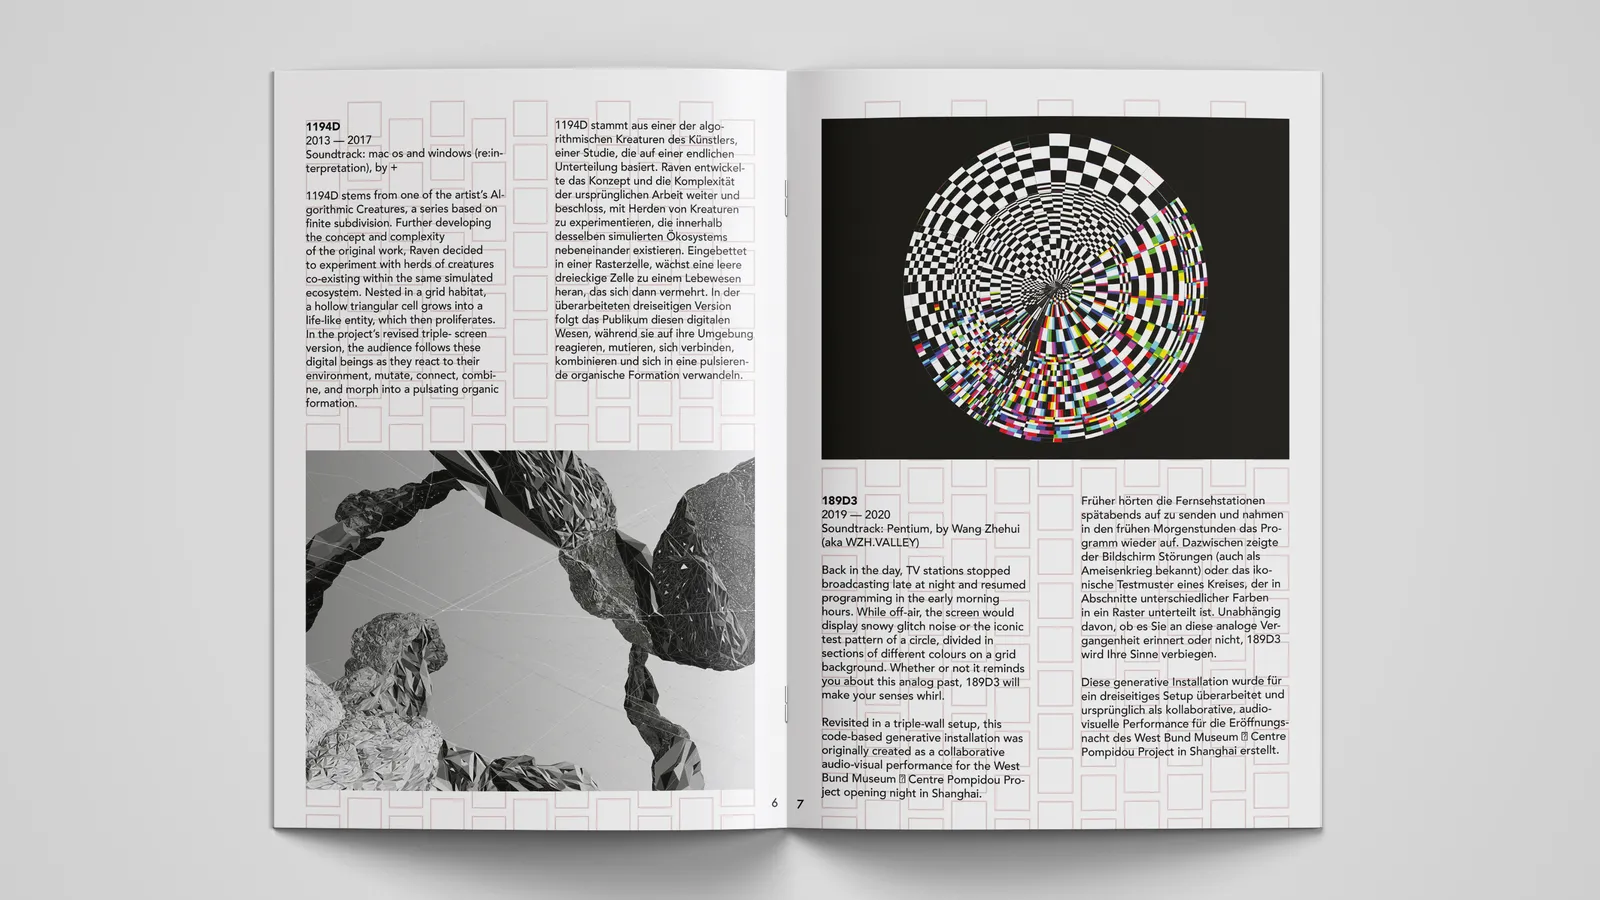 1194D
2013 — 2017
Soundtrack: mac os and windows (re:in-
terpretation), by +
1194D stems from one of the artist's Al-
gorithmic Creatures, a series based on
finite subdivision. Further developing
the concept and complexity
of the original work, Raven decided
to experiment with herds of creatures
co-existing within the same simulated
ecosystem. Nested in a grid habitat,
a hollow triangular cell grows into a
life-like entity, which then proliferates.
In the project's revised triple- screen
version, the audience follows these
digital beings as they react to their
environment, mutate, connect, combi-
ne, and morph into a pulsating organic
formation.
1194D stammt aus einer der algo-
rithmischen Kreaturen des Künstlers,
einer Studie, die auf einer endlichen
Unterteilung basiert. Raven entwickel-
te das Konzept und die Komplexität
der ursprünglichen Arbeit weiter und
beschloss, mit Herden von Kreaturen
zu experimentieren, die innerhalb
desselben simulierten Ökosystems
nebeneinander existieren. Eingebettet
in einer Rasterzelle, wächst eine leere
dreieckige Zelle zu einem Lebewesen
heran, das sich dann vermehrt. In der
überarbeiteten dreiseitigen Version
folgt das Publikum diesen digitalen
Wesen, während sie auf ihre Umgebung
reagieren, mutieren, sich verbinden,
kombinieren und sich in eine pulsieren-
de organische Formation verwandeln.
6
7
189D3
2019 — 2020
Soundtrack: Pentium, by Wang Zhehui
(aka WZH.VALLEY)
Back in the day, TV stations stopped
broadcasting late at night and resumed
programming in the early morning
hours. While off-air, the screen would
display snowy glitch noise or the iconic
test pattern of a circle, divided in
sections of different colours on a grid
background. Whether or not it reminds
you about this analog past, 189D3 will
make your senses whirl.
Revisited in a triple-wall setup, this
code-based generative installation was
originally created as a collaborative
audio-visual performance for the West
Bund Museum ⍰ Centre Pompidou Pro-
ject opening night in Shanghai.
Früher hörten die Fernsehstationen
spätabends auf zu senden und nahmen
in den frühen Morgenstunden das Pro-
gramm wieder auf. Dazwischen zeigte
der Bildschirm Störungen (auch als
Ameisenkrieg bekannt) oder das iko-
nische Testmuster eines Kreises, der in
Abschnitte unterschiedlicher Farben
in ein Raster unterteilt ist. Unabhängig
davon, ob es Sie an diese analoge Ver-
gangenheit erinnert oder nicht, 189D3
wird Ihre Sinne verbiegen.
Diese generative Installation wurde für
ein dreiseitiges Setup überarbeitet und
ursprünglich als kollaborative, audio-
visuelle Performance für die Eröffnungs-
nacht des West Bund Museum ⍰ Centre
Pompidou Project in Shanghai erstellt.